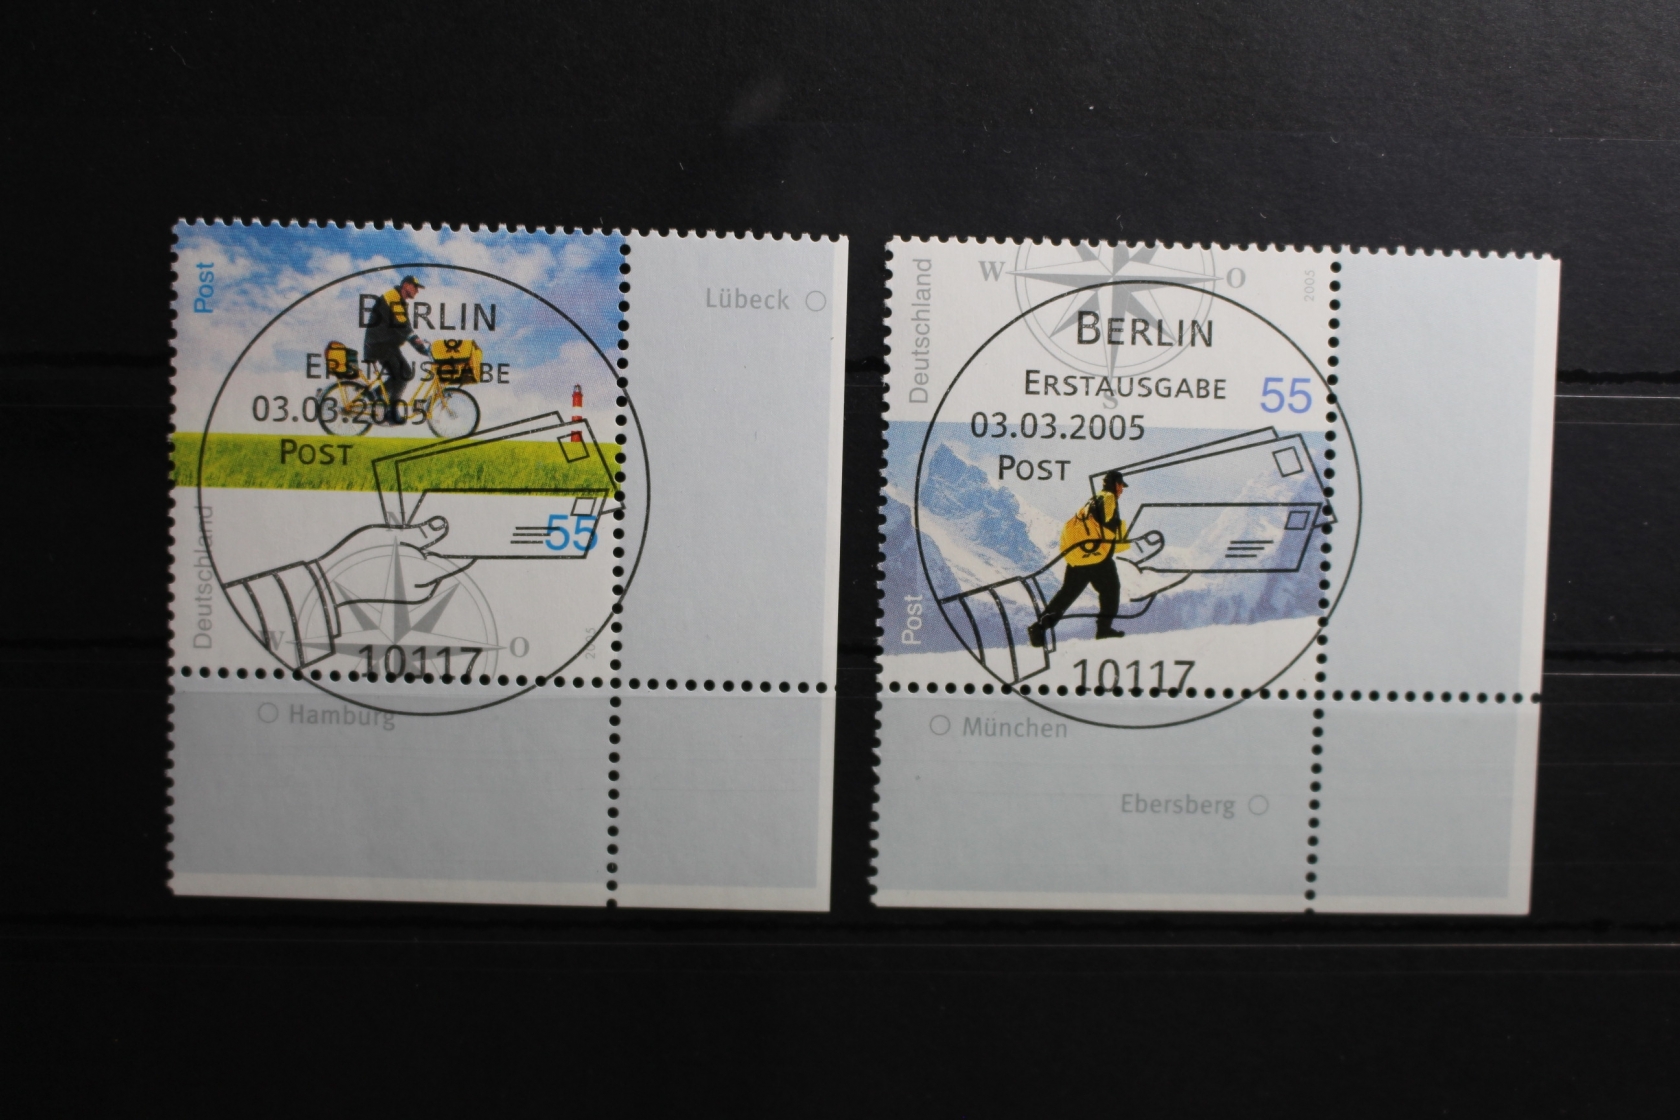 Post
Deutschland
BERLIN
ERSTAUSGABE
03.03.2005
POST
55
N
W
O
2005
10117
Lübeck
Hamburg
Deutschland
Post
W
O
S
2005
BERLIN
ERSTAUSGABE
03.03.2005
POST
55
10117
München
Ebersberg